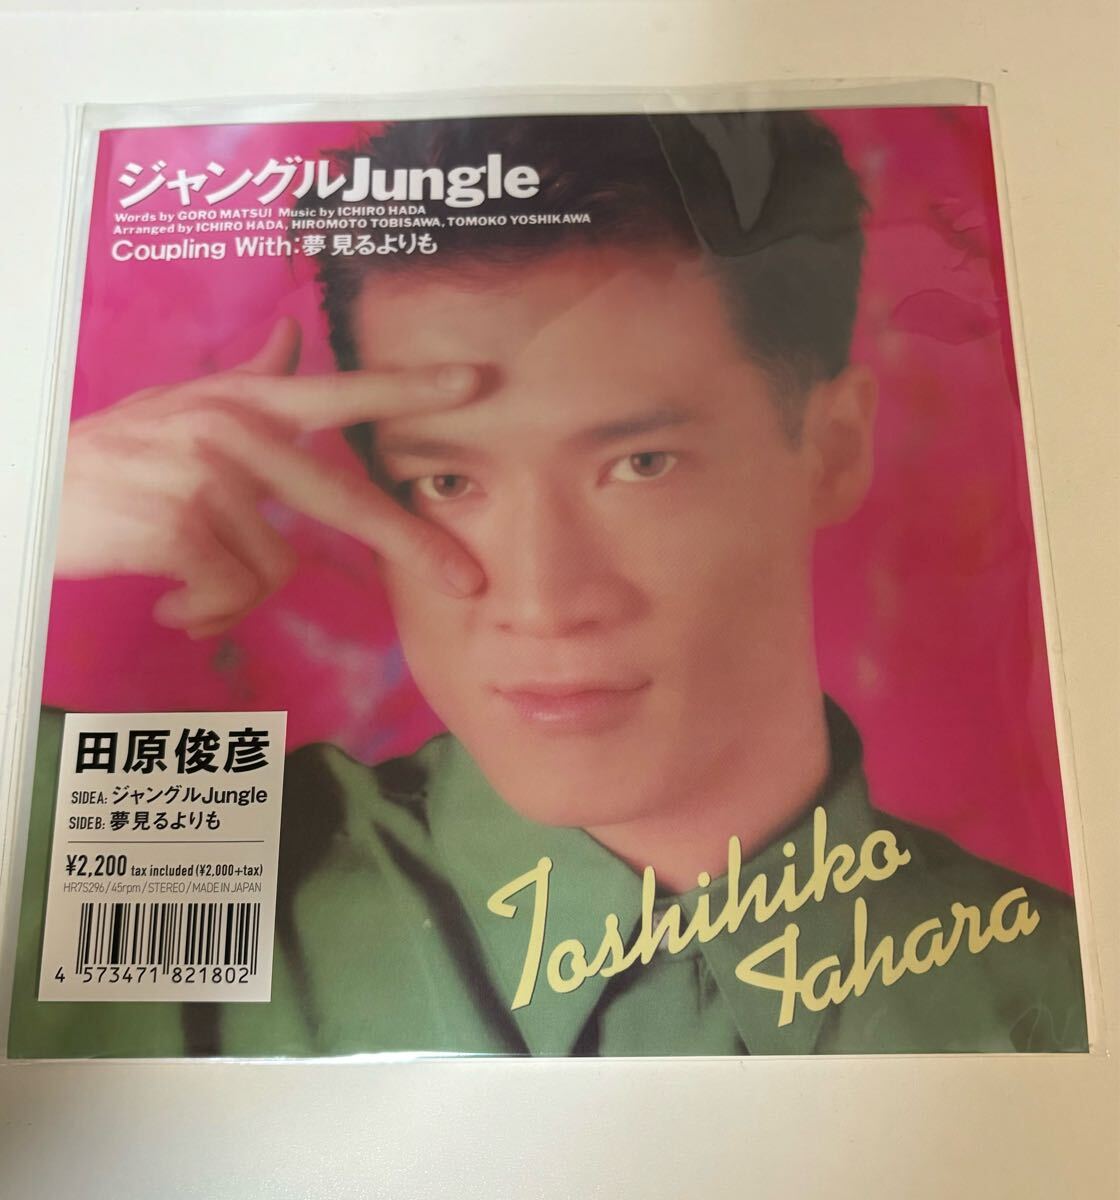 ジャングルJungle
Words by GORO MATSUI Music by ICHIRO HADA
Arranged by ICHIRO HADA, HIROMOTO TOBISAWA, TOMOKO YOSHIKAWA
Coupling With:夢見るよりも
田原俊彦
SIDEA: ジャングルJungle
SIDEB: 夢見るよりも
¥2,200 tax included (¥2,000+tax)
HR7S296/45rpm/STEREO/MADE IN JAPAN
4 573471 821802
Toshihiko
Tahara